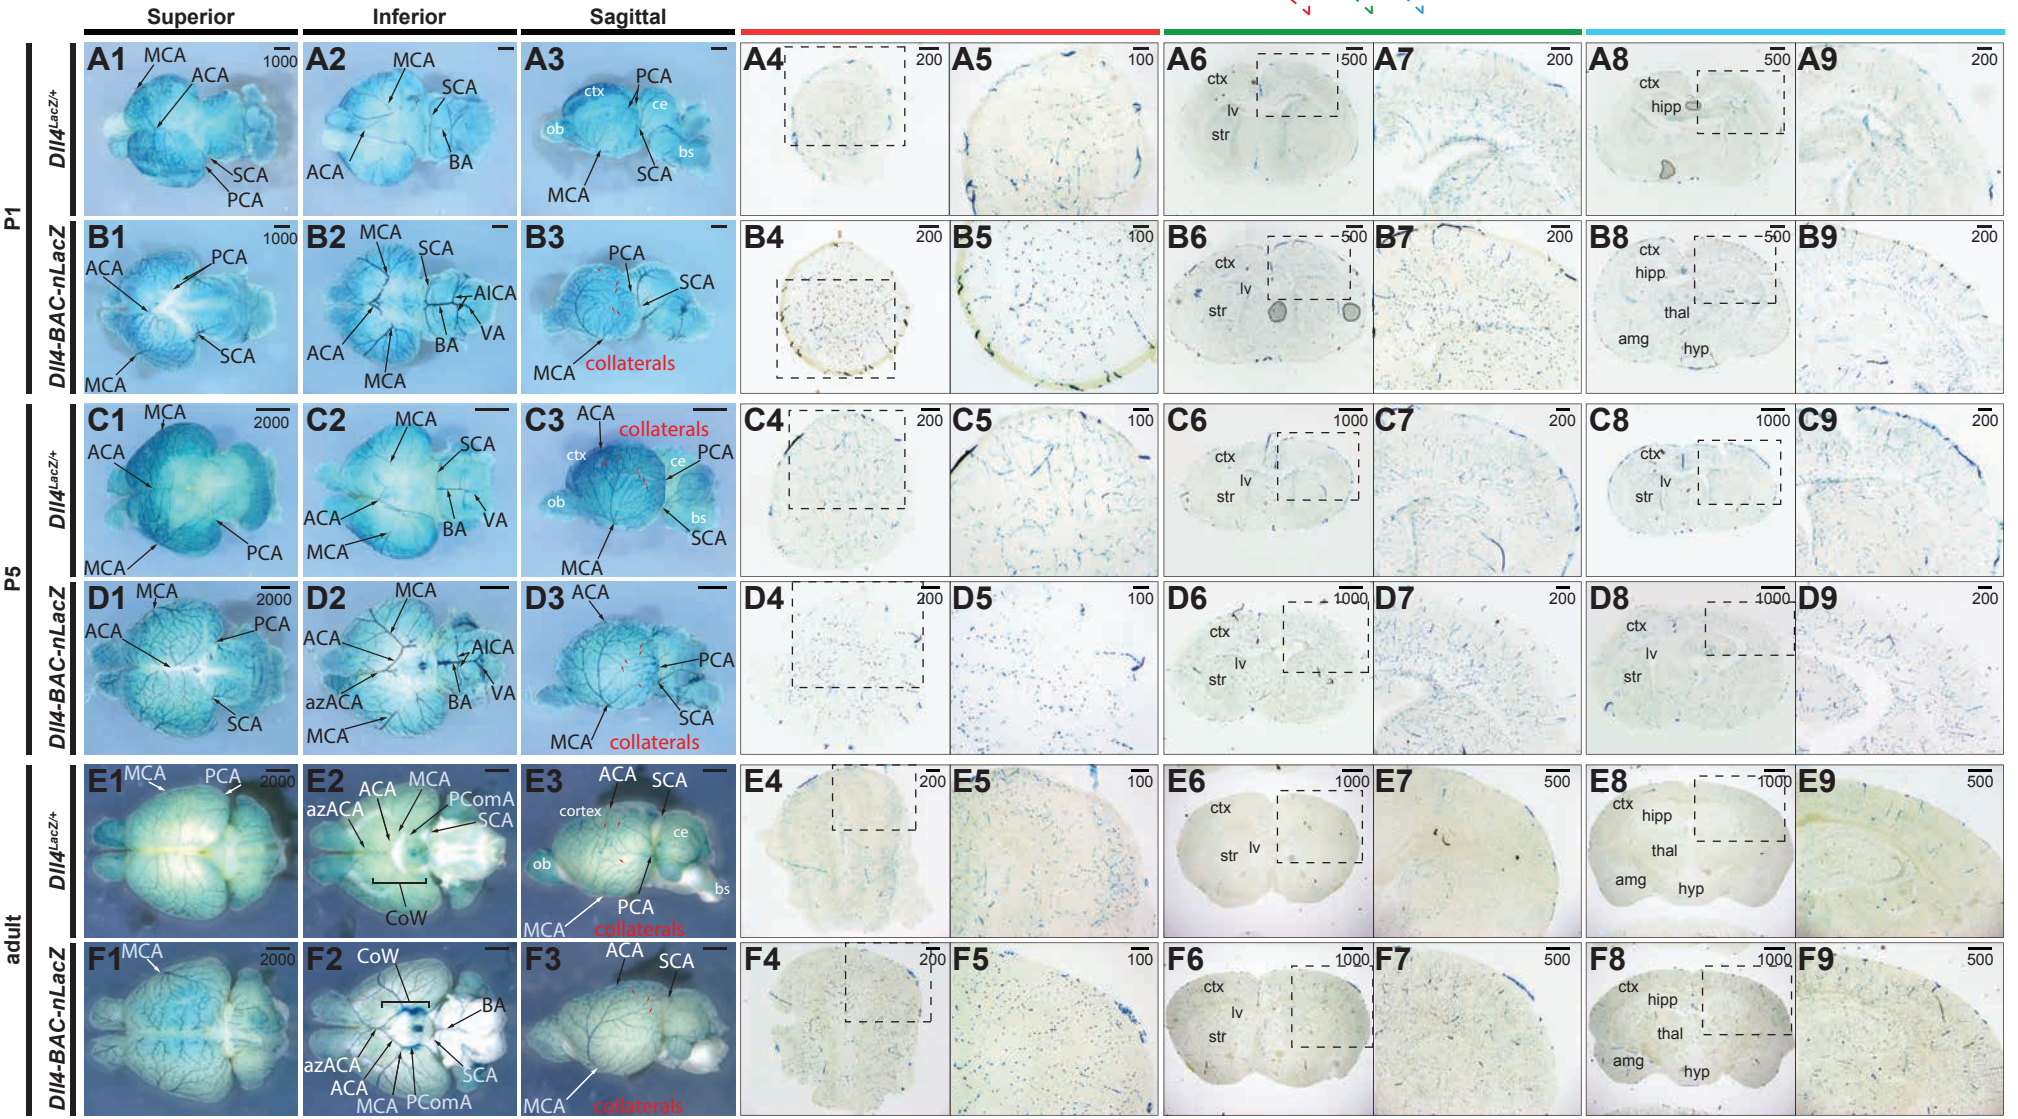 Superior Inferior Sagittal
P1
Dll4LacZ/+
A1 MCA ACA 1000 SCA PCA
A2 MCA SCA ACA BA
A3 PCA ctx ce ob bs SCA MCA
A4 200
A5 100
A6 500 ctx lv str
A7 200
A8 500 ctx hipp
A9 200
Dll4-BAC-nLacZ
B1 1000 ACA PCA SCA MCA
B2 MCA SCA AICA VA BA ACA MCA
B3 PCA SCA MCA collaterals
B4 200
B5 100
B6 500 ctx lv str
B7 200
B8 500 ctx hipp thal amg hyp
B9 200
P5
Dll4LacZ/+
C1 MCA 2000 ACA PCA MCA
C2 MCA SCA ACA VA BA MCA
C3 ACA collaterals ctx ce PCA ob bs SCA MCA
C4 200
C5 100
C6 1000 ctx lv str
C7 200
C8 1000 ctx lv str
C9 200
Dll4-BAC-nLacZ
D1 MCA 2000 ACA PCA SCA
D2 MCA ACA AICA azACA BA VA MCA
D3 ACA PCA SCA MCA collaterals
D4 200
D5 100
D6 1000 ctx lv str
D7 200
D8 1000 ctx lv str
D9 200
adult
Dll4LacZ/+
E1 MCA PCA 2000
E2 MCA ACA azACA PComA SCA CoW
E3 ACA SCA cortex ce ob bs PCA MCA collaterals
E4 200
E5 100
E6 1000 ctx lv str
E7 500
E8 1000 ctx hipp thal amg hyp
E9 500
Dll4-BAC-nLacZ
F1 MCA 2000
F2 CoW BA azACA ACA MCA PComA SCA
F3 ACA SCA MCA collaterals
F4 200
F5 100
F6 1000 ctx lv str
F7 500
F8 1000 ctx hipp thal amg hyp
F9 500